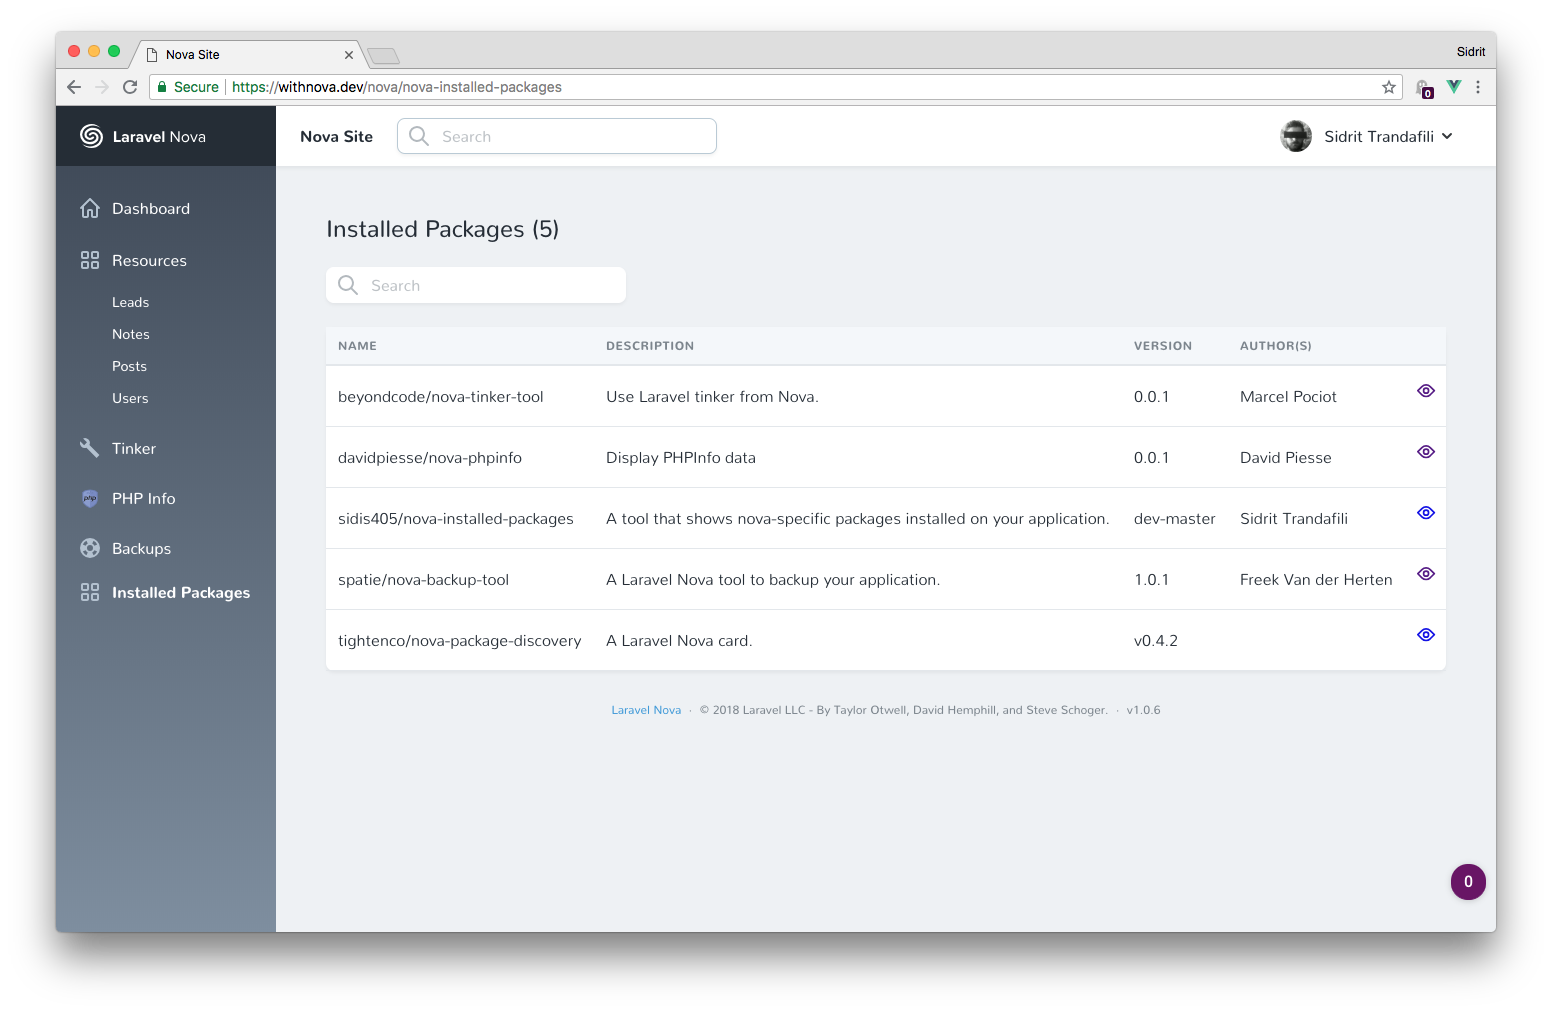 Nova Site
Sidrit
Secure https://withnova.dev/nova/nova-installed-packages
0
Laravel Nova
Nova Site
Search
Sidrit Trandafili
Dashboard
Resources
Leads
Notes
Posts
Users
Tinker
php
PHP Info
Backups
Installed Packages
Installed Packages (5)
Search
NAME DESCRIPTION VERSION AUTHOR(S)
beyondcode/nova-tinker-tool Use Laravel tinker from Nova. 0.0.1 Marcel Pociot
davidpiesse/nova-phpinfo Display PHPInfo data 0.0.1 David Piesse
sidis405/nova-installed-packages A tool that shows nova-specific packages installed on your application. dev-master Sidrit Trandafili
spatie/nova-backup-tool A Laravel Nova tool to backup your application. 1.0.1 Freek Van der Herten
tightenco/nova-package-discovery A Laravel Nova card. v0.4.2
Laravel Nova · © 2018 Laravel LLC - By Taylor Otwell, David Hemphill, and Steve Schoger. · v1.0.6
0